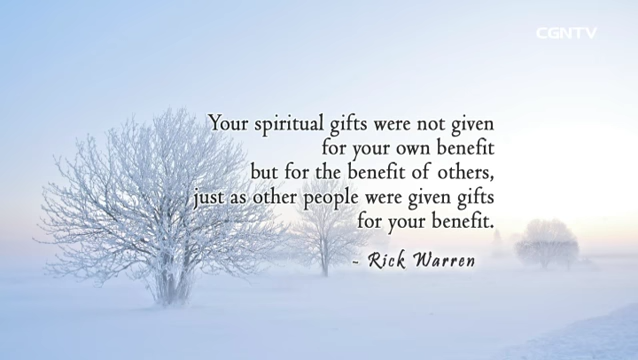 CGNTV
Your spiritual gifts were not given
for your own benefit
but for the benefit of others,
just as other people were given gifts
for your benefit.
~ Rick Warren